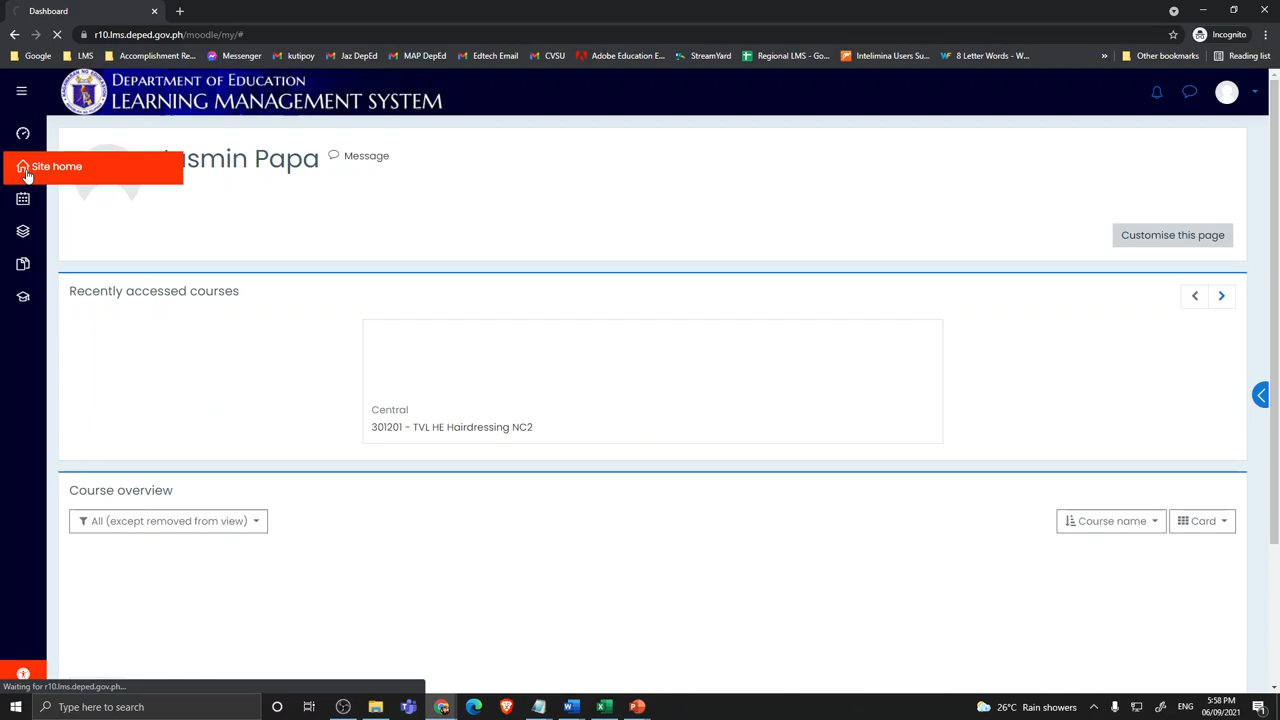 Dashboard
r10.lms.deped.gov.ph/moodle/my/#
Incognito
Google
LMS
Accomplishment Re...
Messenger
kutipoy
Jaz DepEd
MAP DepEd
Edtech Email
CVSU
Adobe Education E...
StreamYard
Regional LMS - Go...
Intelimina Users Su...
8 Letter Words - W...
»
Other bookmarks
Reading list
DEPARTMENT OF EDUCATION
LEARNING MANAGEMENT SYSTEM
Site home
smin Papa
Message
Customise this page
Recently accessed courses
Central
301201 - TVL HE Hairdressing NC2
Course overview
All (except removed from view)
Course name
Card
Waiting for r10.lms.deped.gov.ph...
Type here to search
26°C Rain showers
ENG
5:58 PM
06/09/2021